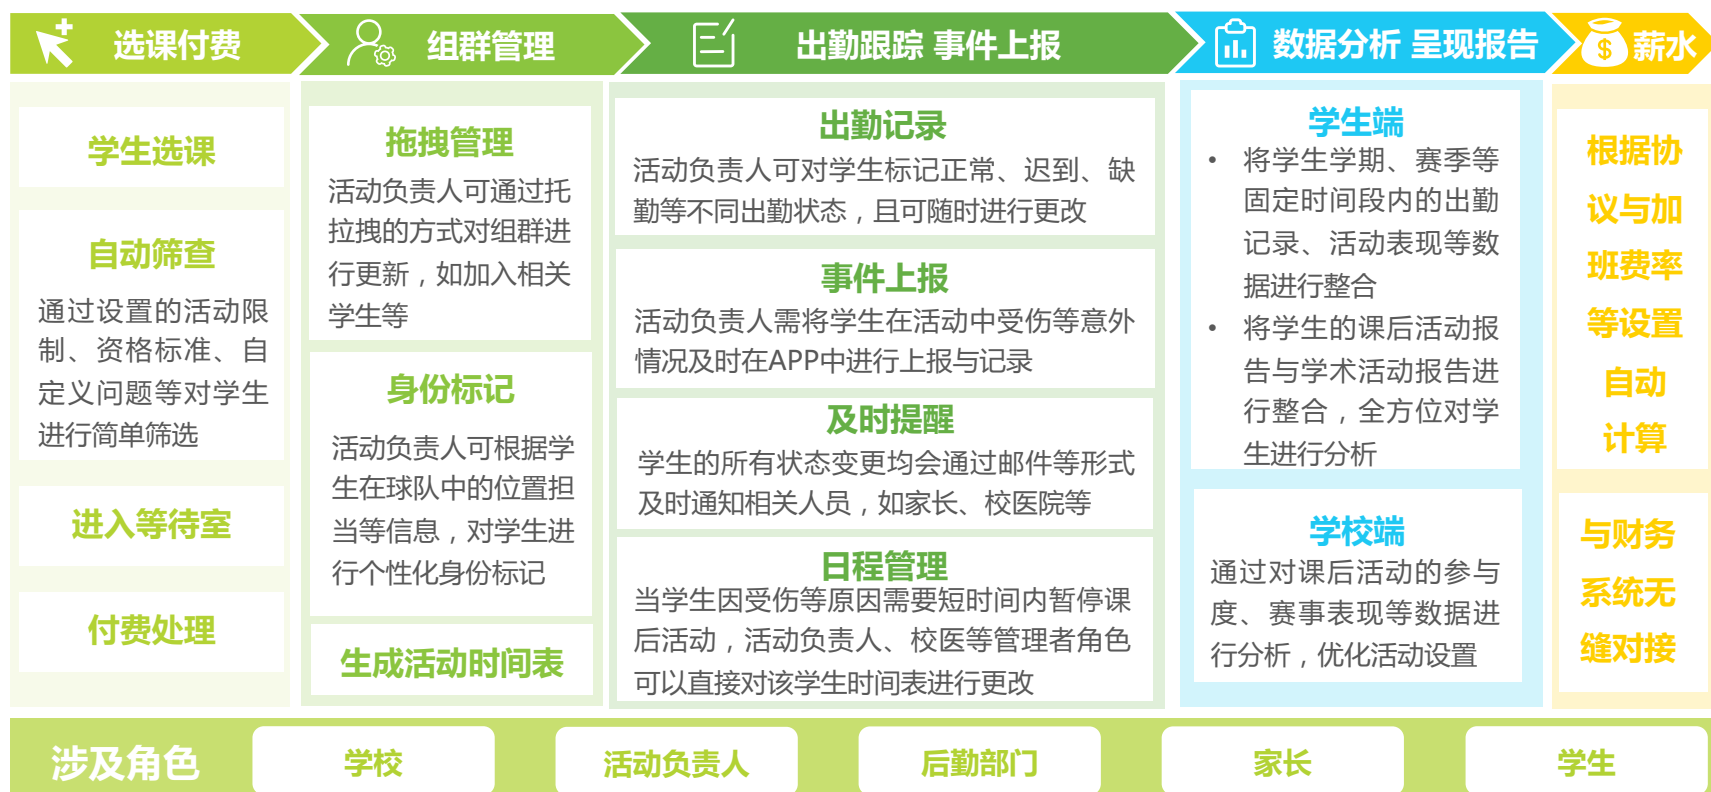 选课付费
组群管理
出勤跟踪 事件上报
数据分析 呈现报告
薪水
学生选课
自动筛查
通过设置的活动限
制、资格标准、自
定义问题等对学生
进行简单筛选
进入等待室
付费处理
拖拽管理
活动负责人可通过托
拉拽的方式对组群进
行更新，如加入相关
学生等
身份标记
活动负责人可根据学
生在球队中的位置担
当等信息，对学生进
行个性化身份标记
生成活动时间表
出勤记录
活动负责人可对学生标记正常、迟到、缺
勤等不同出勤状态，且可随时进行更改
事件上报
活动负责人需将学生在活动中受伤等意外
情况及时在APP中进行上报与记录
及时提醒
学生的所有状态变更均会通过邮件等形式
及时通知相关人员，如家长、校医院等
日程管理
当学生因受伤等原因需要短时间内暂停课
后活动，活动负责人、校医等管理者角色
可以直接对该学生时间表进行更改
学生端
• 将学生学期、赛季等
固定时间段内的出勤
记录、活动表现等数
据进行整合
• 将学生的课后活动报
告与学术活动报告进
行整合，全方位对学
生进行分析
学校端
通过对课后活动的参与
度、赛事表现等数据进
行分析，优化活动设置
根据协
议与加
班费率
等设置
自动
计算
与财务
系统无
缝对接
涉及角色
学校
活动负责人
后勤部门
家长
学生